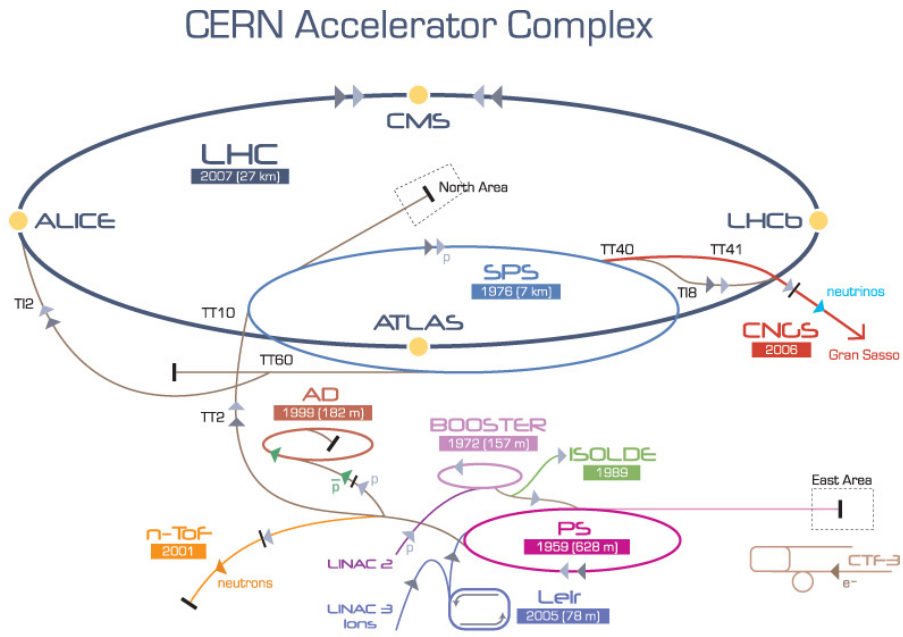 CERN Accelerator Complex
CMS
LHC
2007 (27 km)
North Area
ALICE
LHCb
TT40
TT41
SPS
p
1976 (7 km)
TI8
neutrinos
TI2
TT10
ATLAS
CNGS
2006
Gran Sasso
TT60
AD
1999 (182 m)
TT2
BOOSTER
1972 (157 m)
ISOLDE
1989
p̅
p
East Area
PS
1959 (628 m)
n-ToF
2001
p
LINAC 2
neutrons
CTF-3
e-
LINAC 3
Ions
Leir
2005 (78 m)